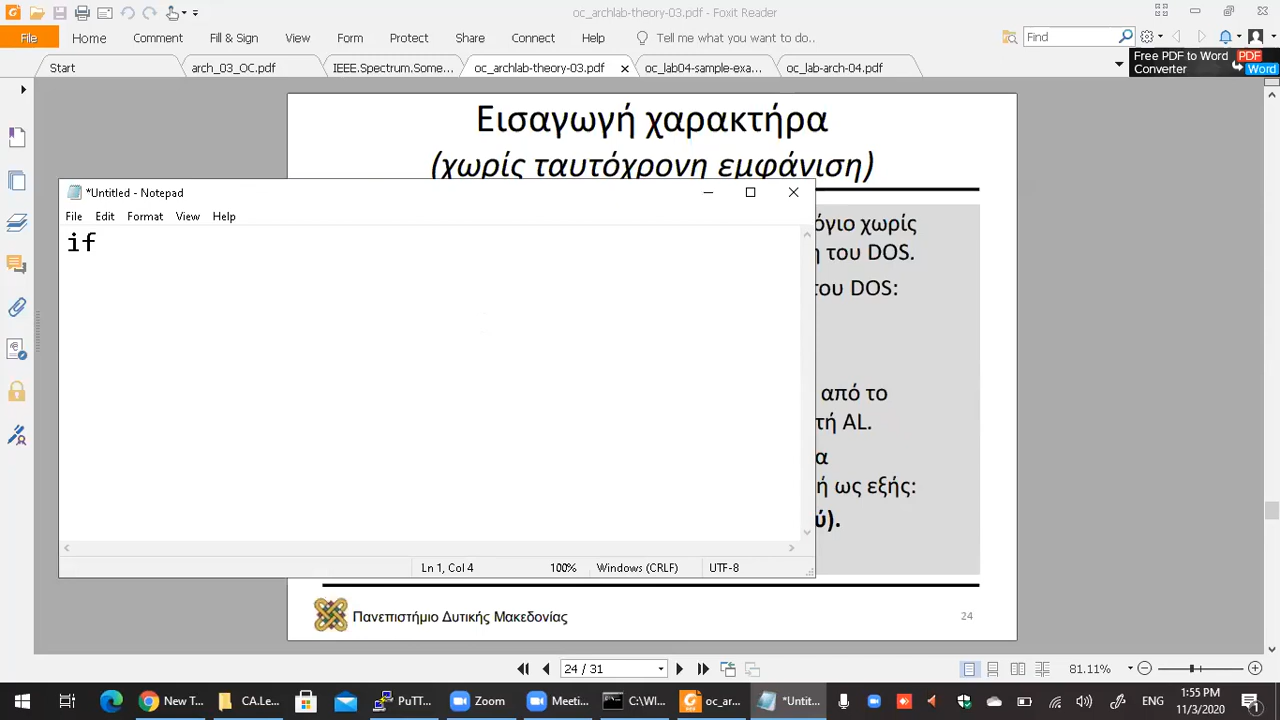 oc_archlab-theory-03.pdf - Foxit Reader
File Home Comment Fill & Sign View Form Protect Share Connect Help Tell me what you want to do.. Find
Start arch_03_OC.pdf IEEE.Spectrum.Some... oc_archlab-theory-03.pdf oc_lab04-sample-exa... oc_lab-arch-04.pdf
Free PDF to Word Converter PDF Word
Εισαγωγή χαρακτήρα
(χωρίς ταυτόχρονη εμφάνιση)
*Untitled - Notepad
File Edit Format View Help
if
Ln 1, Col 4 100% Windows (CRLF) UTF-8
όγιο χωρίς
του DOS.
του DOS:
από το
τή AL.
α
ή ως εξής:
ύ).
Πανεπιστήμιο Δυτικής Μακεδονίας
24
24 / 31
81.11%
New T... CA.Le... PuTT... Zoom Meeti... C:\WI... oc_ar... *Untit...
ENG
1:55 PM
11/3/2020
1